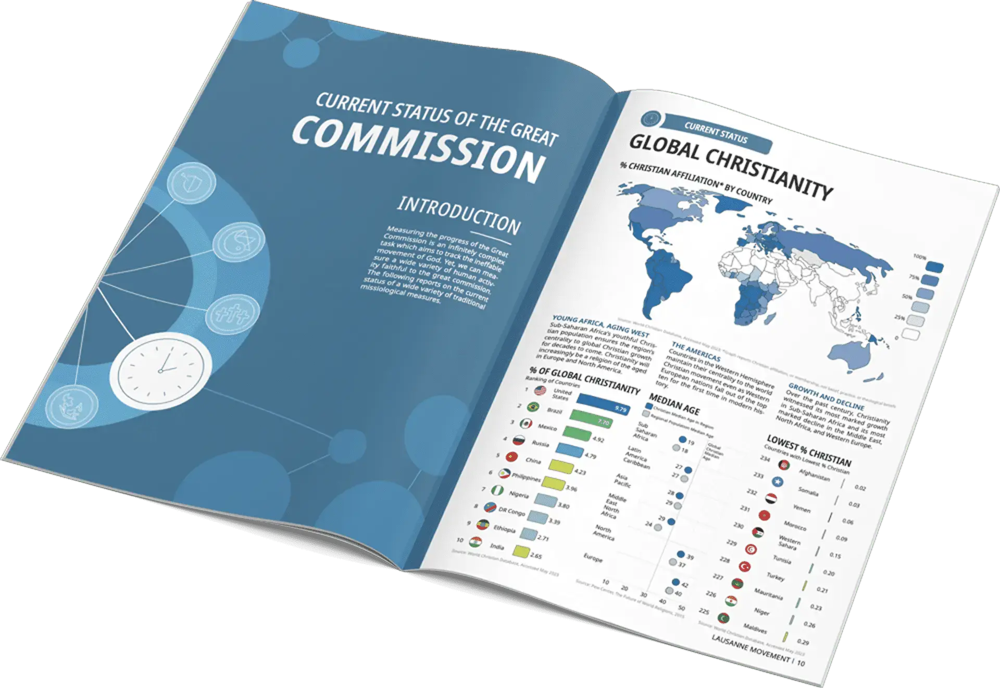 CURRENT STATUS OF THE GREAT
COMMISSION
INTRODUCTION
Measuring the progress of the Great
Commission is an infinitely complex
task which aims to track the ineffable
movement of God. Yet, we can mea-
sure a wide variety of human activ-
ity faithful to the great commission.
The following reports on the current
status of a wide variety of traditional
missiological measures.
CURRENT STATUS
GLOBAL CHRISTIANITY
% CHRISTIAN AFFILIATION* BY COUNTRY
100%
75%
50%
25%
0
Source: World Christian Database, Accessed May 2023. *Graph reports Christian affiliation, or membership, not belief, practice, or theological beliefs
YOUNG AFRICA, AGING WEST
Sub-Saharan Africa's youthful Chris-
tian population ensures the region's
centrality to global Christian growth
for decades to come. Christianity will
increasingly be a religion of the aged
in Europe and North America.
THE AMERICAS
Countries in the Western Hemisphere
maintain their centrality to the world
Christian movement even as Western
European nations fall out of the top
ten for the first time in modern his-
tory.
GROWTH AND DECLINE
Over the past century, Christianity
witnessed its most marked growth
in Sub-Saharan Africa and its most
marked decline in the Middle East,
North Africa, and Western Europe.
% OF GLOBAL CHRISTIANITY
Ranking of Countries
1 United States 9.79
2 Brazil 7.70
3 Mexico 4.92
4 Russia 4.79
5 China 4.23
6 Philippines 3.96
7 Nigeria 3.80
8 DR Congo 3.39
9 Ethiopia 2.71
10 India 2.65
Source: World Christian Database, Accessed May 2023
MEDIAN AGE
Christian Median Age in Region
Regional Population Median Age
Global
Christian
Median
Age
Sub
Saharan
Africa
19
18
Latin
America
Caribbean
27
27
Asia
Pacific
28
29
Middle
East
North
Africa
29
24
North
America
39
37
Europe
42
40
10 20 30 40 50
Source: Pew Center, The Future of World Religions, 2015
LOWEST % CHRISTIAN
Countries with Lowest % Christian
234 Afghanistan 0.02
233 Somalia 0.03
232 Yemen 0.06
231 Morocco 0.09
230 Western Sahara 0.15
229 Tunisia 0.20
228 Turkey 0.21
227 Mauritania 0.23
226 Niger 0.26
225 Maldives 0.29
Source: World Christian Database, Accessed May 2023
LAUSANNE MOVEMENT | 10